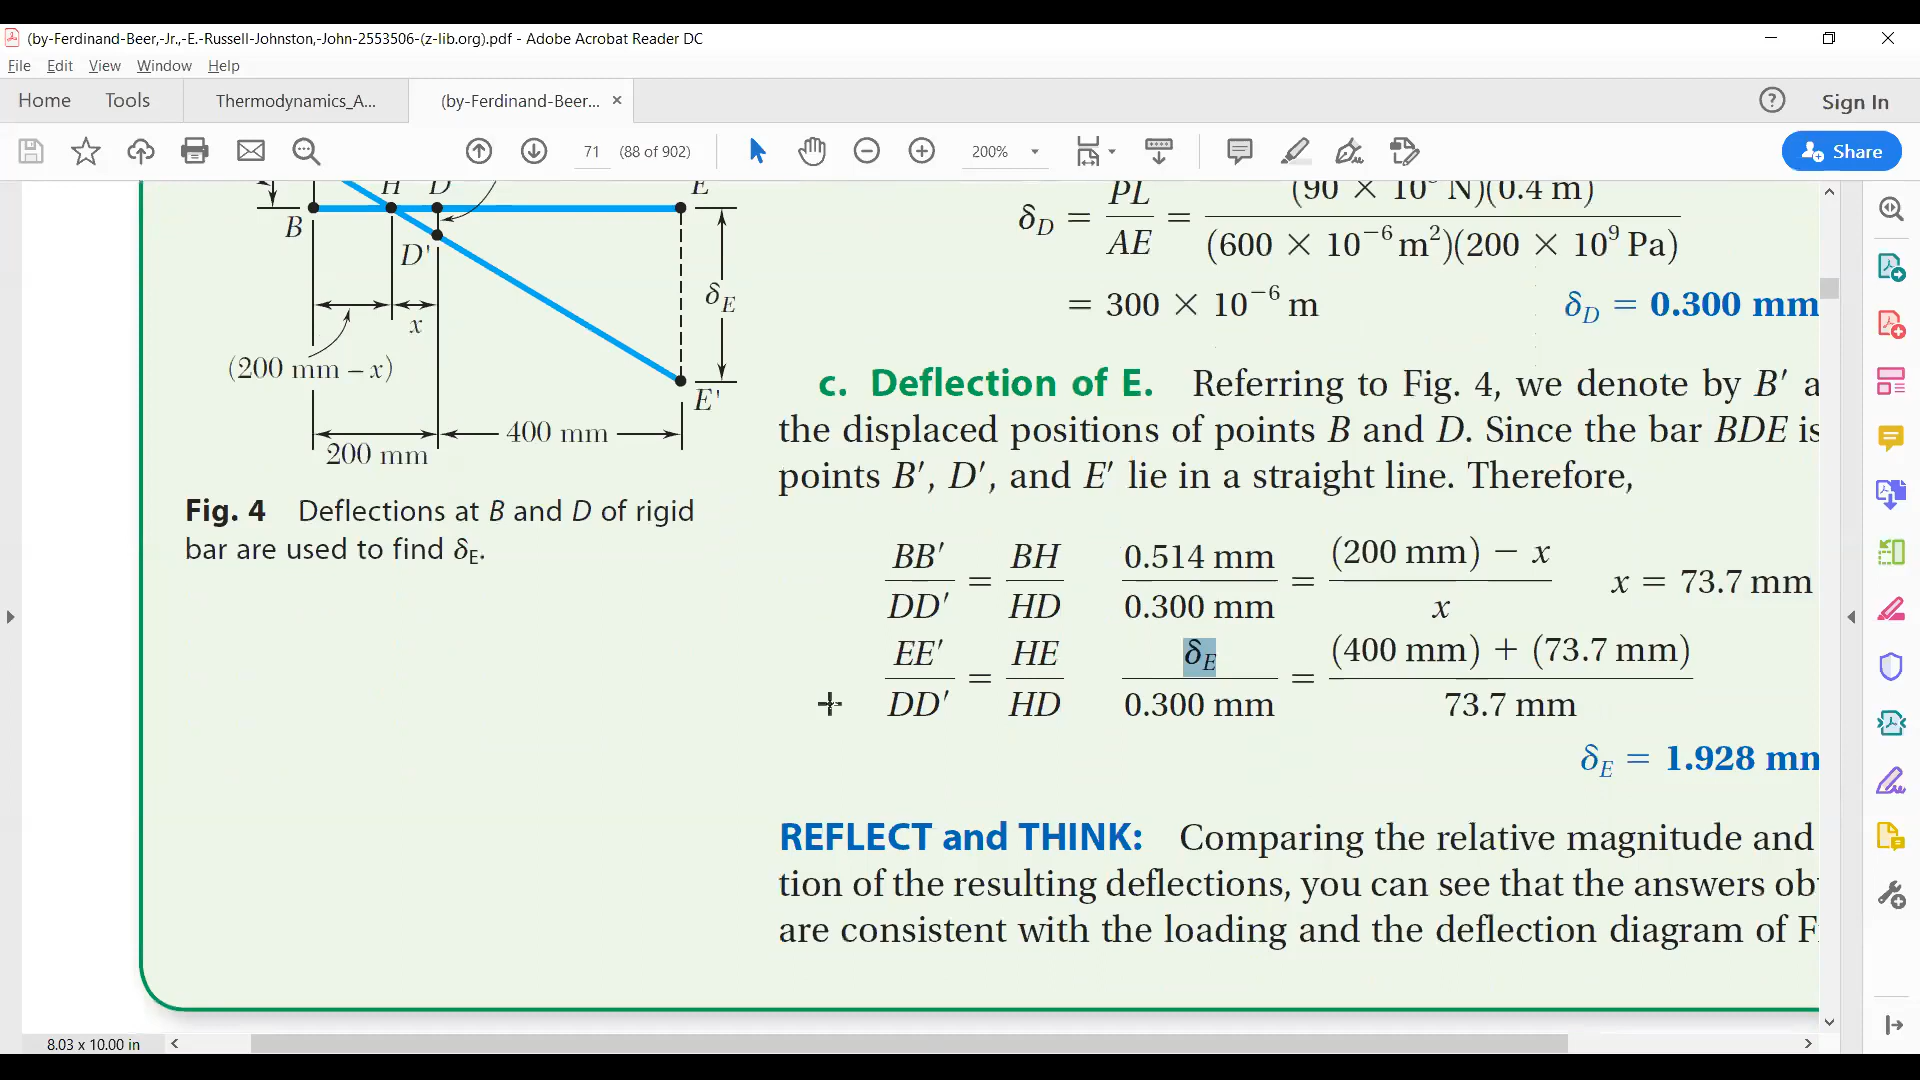 (by-Ferdinand-Beer,-Jr.,-E.-Russell-Johnston,-John-2553506-(z-lib.org).pdf - Adobe Acrobat Reader DC
File Edit View Window Help
Home Tools Thermodynamics_A... (by-Ferdinand-Beer... ×
Sign In
71 (88 of 902) 200% Share
B H D E
D'
δ_E
x
(200 mm – x)
E'
400 mm
200 mm
Fig. 4 Deflections at B and D of rigid
bar are used to find δ_E.
δ_D = PL/AE = (90 × 10³ N)(0.4 m) / (600 × 10⁻⁶ m²)(200 × 10⁹ Pa)
= 300 × 10⁻⁶ m δ_D = 0.300 mm
c. Deflection of E. Referring to Fig. 4, we denote by B' a
the displaced positions of points B and D. Since the bar BDE is
points B', D', and E' lie in a straight line. Therefore,
BB'/DD' = BH/HD 0.514 mm/0.300 mm = (200 mm) − x / x x = 73.7 mm
EE'/DD' = HE/HD δ_E/0.300 mm = (400 mm) + (73.7 mm) / 73.7 mm
δ_E = 1.928 mm
REFLECT and THINK: Comparing the relative magnitude and
tion of the resulting deflections, you can see that the answers ob
are consistent with the loading and the deflection diagram of F
8.03 x 10.00 in